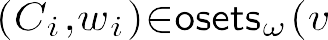 (C_i, w_i) ∈ osets_ω(v